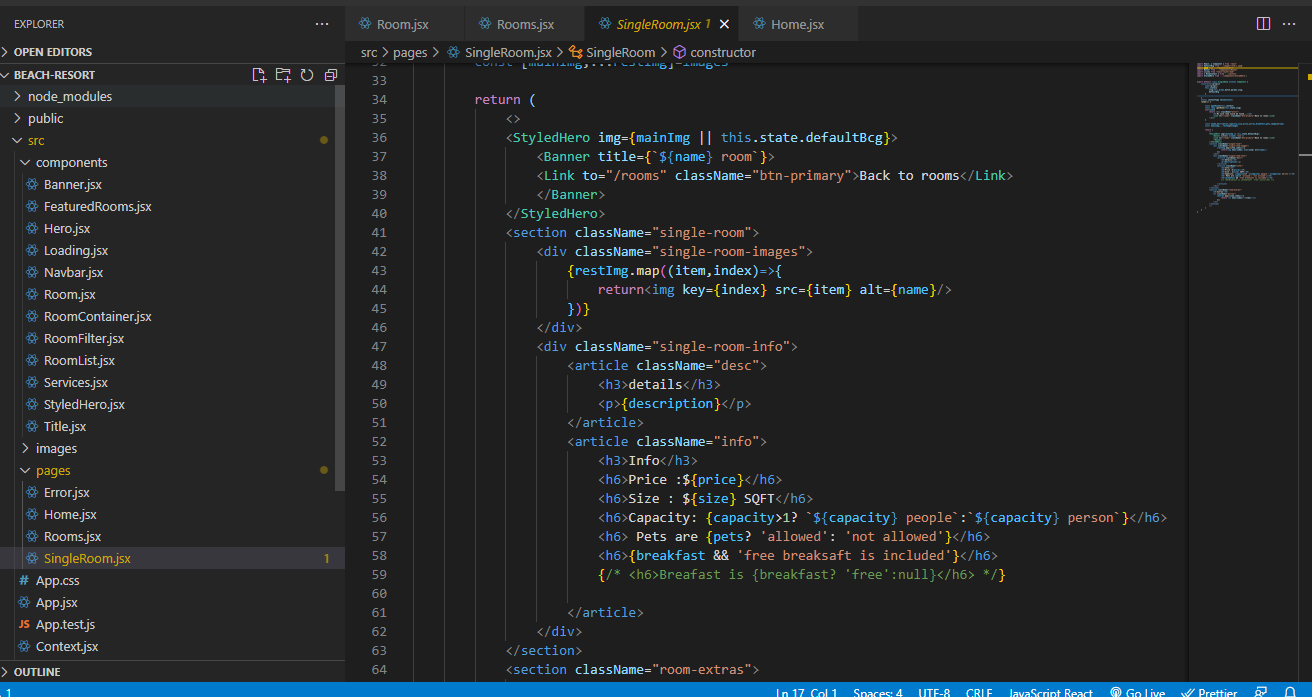 EXPLORER
Room.jsx
Rooms.jsx
SingleRoom.jsx 1
Home.jsx
OPEN EDITORS
src > pages > SingleRoom.jsx > SingleRoom > constructor
BEACH-RESORT
node_modules
public
src
components
Banner.jsx
FeaturedRooms.jsx
Hero.jsx
Loading.jsx
Navbar.jsx
Room.jsx
RoomContainer.jsx
RoomFilter.jsx
RoomList.jsx
Services.jsx
StyledHero.jsx
Title.jsx
images
pages
Error.jsx
Home.jsx
Rooms.jsx
SingleRoom.jsx 1
# App.css
App.jsx
JS App.test.js
Context.jsx
OUTLINE
32 const [mainImg,...restImg]=images
33
34 return (
35 <>
36 <StyledHero img={mainImg || this.state.defaultBcg}>
37 <Banner title={`${name} room`}>
38 <Link to="/rooms" className="btn-primary">Back to rooms</Link>
39 </Banner>
40 </StyledHero>
41 <section className="single-room">
42 <div className="single-room-images">
43 {restImg.map((item,index)=>{
44 return<img key={index} src={item} alt={name}/>
45 })}
46 </div>
47 <div className="single-room-info">
48 <article className="desc">
49 <h3>details</h3>
50 <p>{description}</p>
51 </article>
52 <article className="info">
53 <h3>Info</h3>
54 <h6>Price :${price}</h6>
55 <h6>Size : ${size} SQFT</h6>
56 <h6>Capacity: {capacity>1? `${capacity} people`:`${capacity} person`}</h6>
57 <h6> Pets are {pets? 'allowed': 'not allowed'}</h6>
58 <h6>{breakfast && 'free breaksaft is included'}</h6>
59 {/* <h6>Breafast is {breakfast? 'free':null}</h6> */}
60
61 </article>
62 </div>
63 </section>
64 <section className="room-extras">
1
Ln 17, Col 1 Spaces: 4 UTF-8 CRLF JavaScript React Go Live Prettier